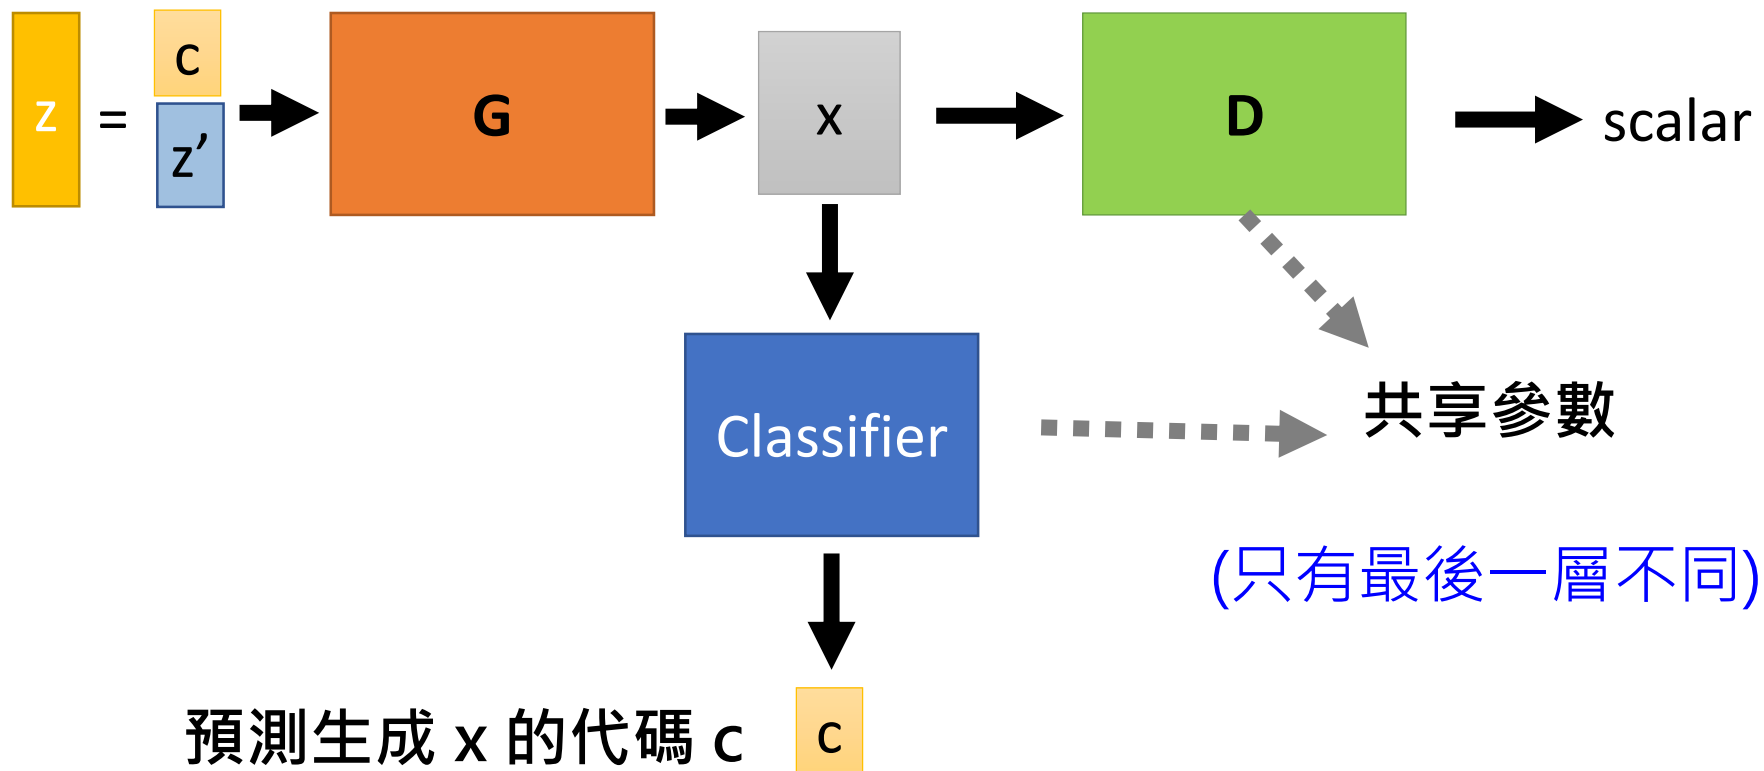 z
=
c
z′
G
x
D
scalar
Classifier
共享參數
(只有最後一層不同)
預測生成 x 的代碼 c
c